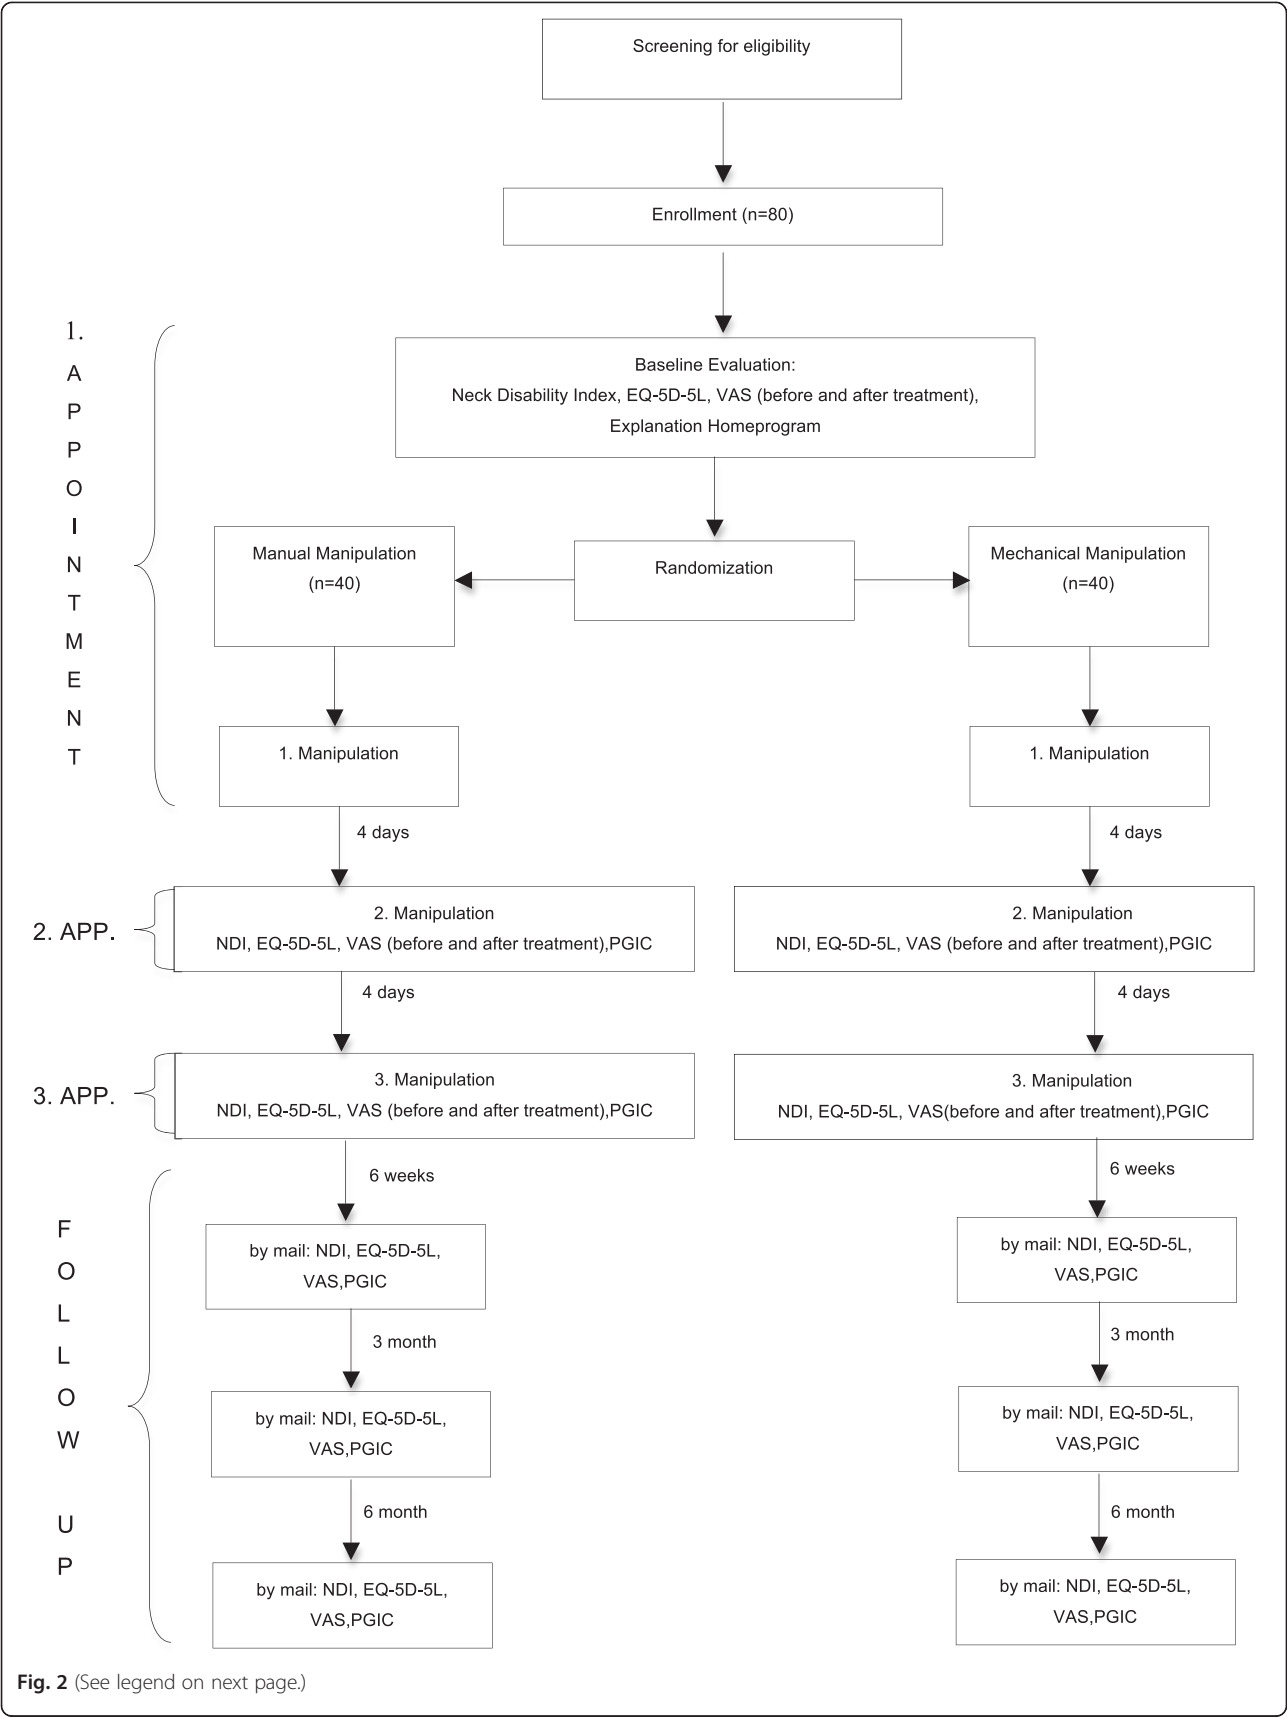 Screening for eligibility
Enrollment (n=80)
1.
A
P
P
O
I
N
T
M
E
N
T
Baseline Evaluation:
Neck Disability Index, EQ-5D-5L, VAS (before and after treatment),
Explanation Homeprogram
Randomization
Manual Manipulation
(n=40)
Mechanical Manipulation
(n=40)
1. Manipulation
1. Manipulation
4 days
4 days
2. APP.
2. Manipulation
NDI, EQ-5D-5L, VAS (before and after treatment),PGIC
2. Manipulation
NDI, EQ-5D-5L, VAS (before and after treatment),PGIC
4 days
4 days
3. APP.
3. Manipulation
NDI, EQ-5D-5L, VAS (before and after treatment),PGIC
3. Manipulation
NDI, EQ-5D-5L, VAS(before and after treatment),PGIC
6 weeks
6 weeks
F
O
L
L
O
W
U
P
by mail: NDI, EQ-5D-5L,
VAS,PGIC
by mail: NDI, EQ-5D-5L,
VAS,PGIC
3 month
3 month
by mail: NDI, EQ-5D-5L,
VAS,PGIC
by mail: NDI, EQ-5D-5L,
VAS,PGIC
6 month
6 month
by mail: NDI, EQ-5D-5L,
VAS,PGIC
by mail: NDI, EQ-5D-5L,
VAS,PGIC
Fig. 2 (See legend on next page.)